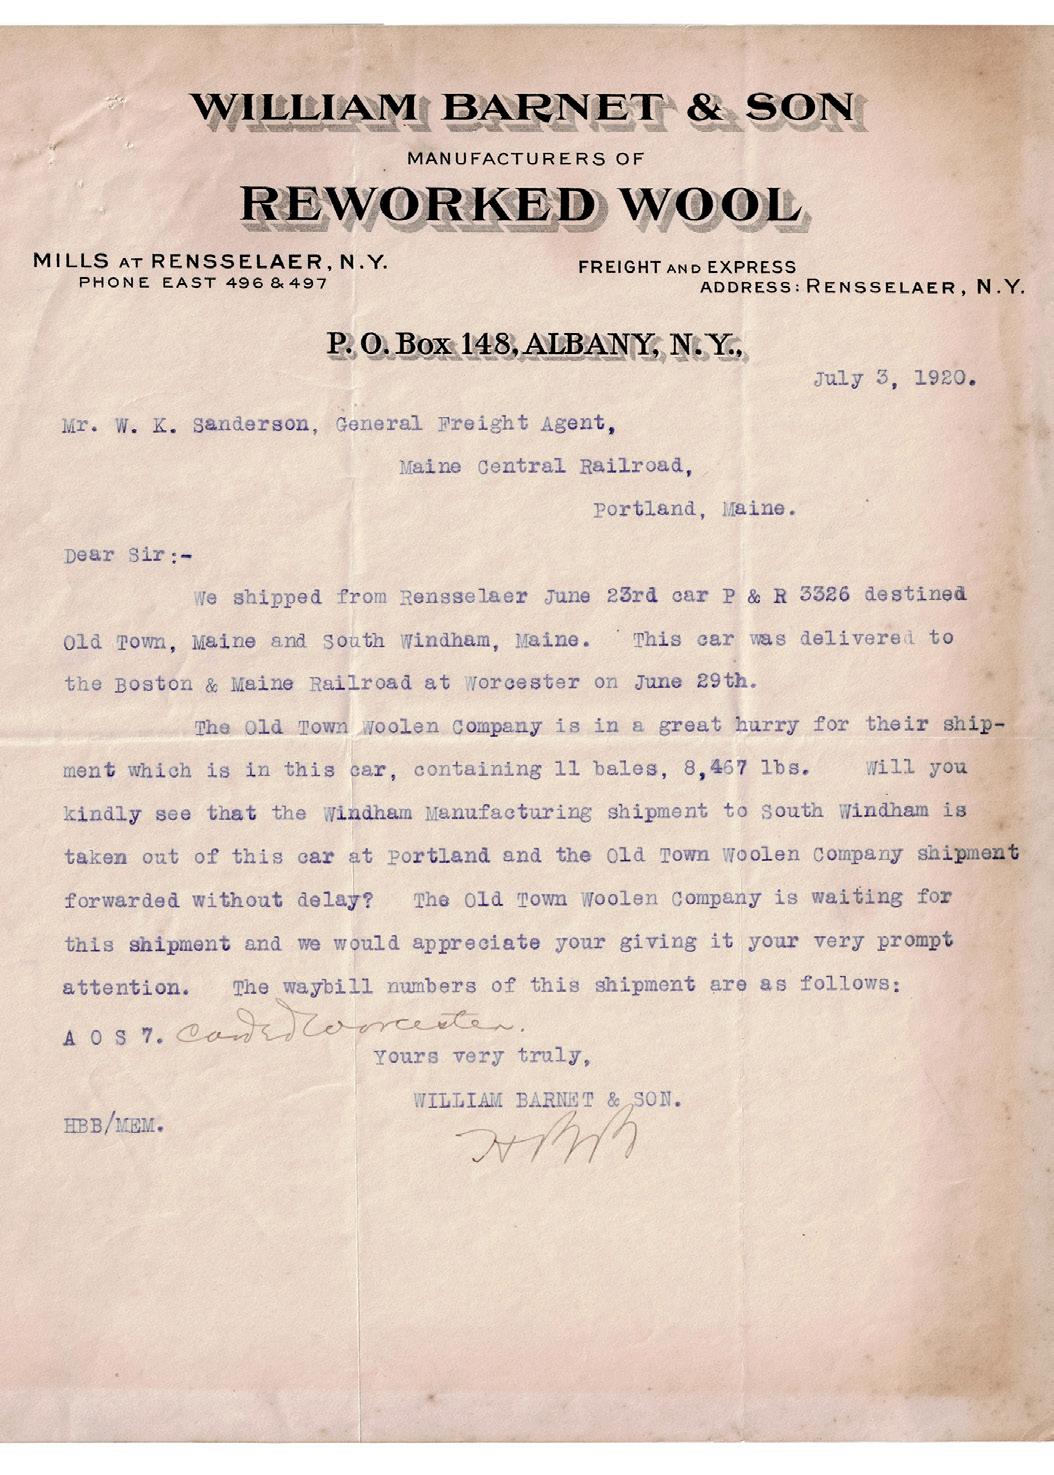 WILLIAM BARNET & SON
MANUFACTURERS OF
REWORKED WOOL
MILLS AT RENSSELAER, N.Y.
PHONE EAST 496 & 497
FREIGHT AND EXPRESS
ADDRESS: RENSSELAER, N.Y.
P. O. Box 148, ALBANY, N. Y.,
July 3, 1920.
Mr. W. K. Sanderson, General Freight Agent,
Maine Central Railroad,
Portland, Maine.
Dear Sir:-
We shipped from Rensselaer June 23rd car P & R 3326 destined
Old Town, Maine and South Windham, Maine. This car was delivered to
the Boston & Maine Railroad at Worcester on June 29th.
The Old Town Woolen Company is in a great hurry for their ship-
ment which is in this car, containing 11 bales, 8,467 lbs. Will you
kindly see that the Windham Manufacturing shipment to South Windham is
taken out of this car at Portland and the Old Town Woolen Company shipment
forwarded without delay? The Old Town Woolen Company is waiting for
this shipment and we would appreciate your giving it your very prompt
attention. The waybill numbers of this shipment are as follows:
A O S 7. Worcester.
Yours very truly,
WILLIAM BARNET & SON.
HBB/MEM.
HBB